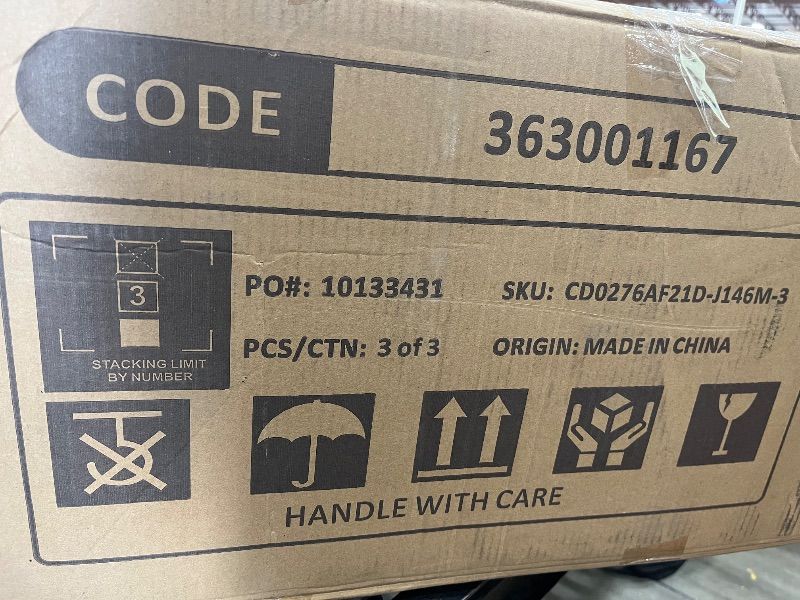 CODE
363001167
3
STACKING LIMIT
BY NUMBER
PO#: 10133431
SKU: CD0276AF21D-J146M-3
PCS/CTN: 3 of 3
ORIGIN: MADE IN CHINA
HANDLE WITH CARE